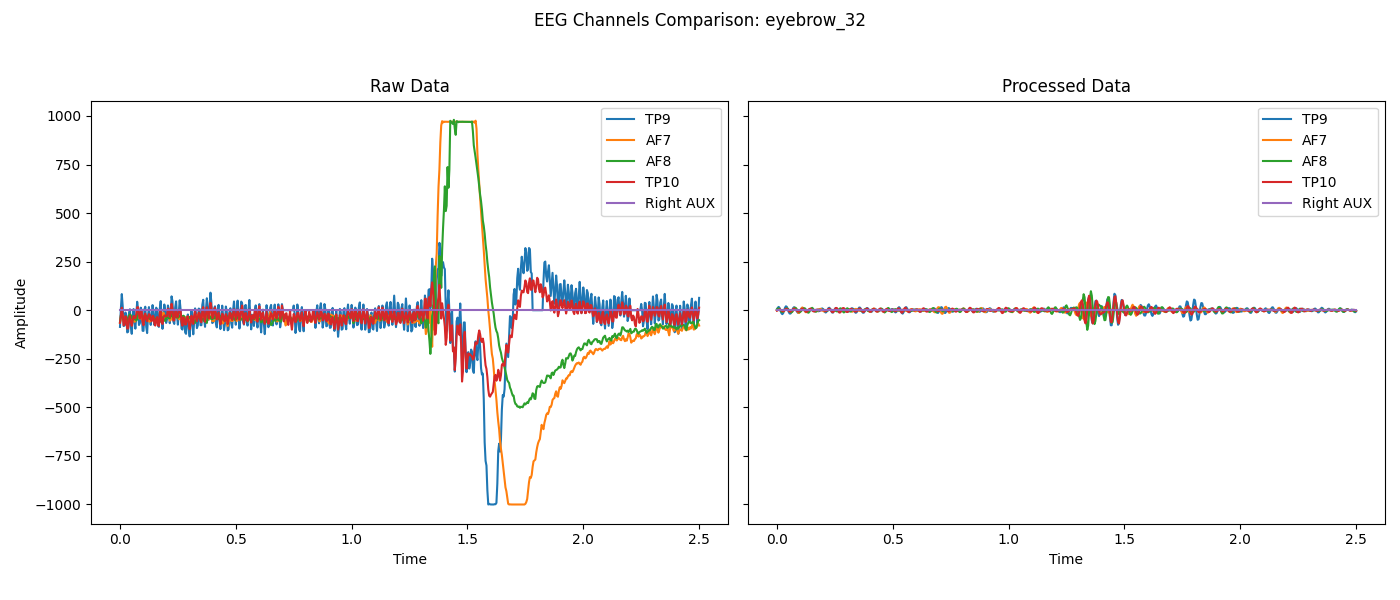 EEG Channels Comparison: eyebrow_32
Raw Data
Amplitude
1000
750
500
250
0
−250
−500
−750
−1000
0.0 0.5 1.0 1.5 2.0 2.5
Time
TP9
AF7
AF8
TP10
Right AUX
Processed Data
0.0 0.5 1.0 1.5 2.0 2.5
Time
TP9
AF7
AF8
TP10
Right AUX